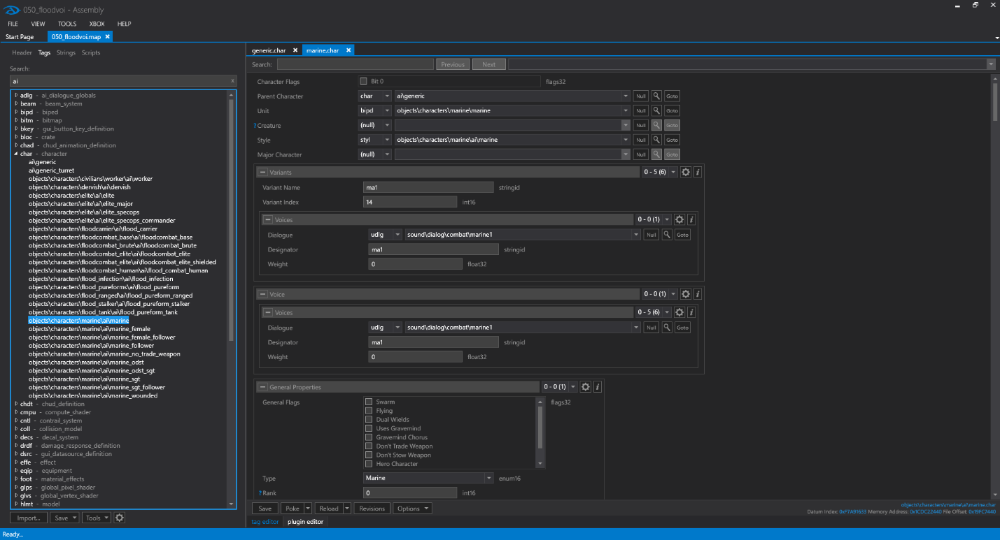 050_floodvoi - Assembly
FILE VIEW TOOLS XBOX HELP
Start Page 050_floodvoi.map
Header Tags Strings Scripts
Search:
ai x
adlg - ai_dialogue_globals
beam - beam_system
bipd - biped
bitm - bitmap
bkey - gui_button_key_definition
bloc - crate
chad - chud_animation_definition
char - character
ai\generic
ai\generic_turret
objects\characters\civilians\worker\ai\worker
objects\characters\dervish\ai\dervish
objects\characters\elite\ai\elite
objects\characters\elite\ai\elite_major
objects\characters\elite\ai\elite_specops
objects\characters\elite\ai\elite_specops_commander
objects\characters\floodcarrier\ai\flood_carrier
objects\characters\floodcombat_base\ai\floodcombat_base
objects\characters\floodcombat_brute\ai\floodcombat_brute
objects\characters\floodcombat_elite\ai\floodcombat_elite
objects\characters\floodcombat_elite\ai\floodcombat_elite_shielded
objects\characters\floodcombat_human\ai\flood_combat_human
objects\characters\flood_infection\ai\flood_infection
objects\characters\flood_pureforms\ai\flood_pureform
objects\characters\flood_ranged\ai\flood_pureform_ranged
objects\characters\flood_stalker\ai\flood_pureform_stalker
objects\characters\flood_tank\ai\flood_pureform_tank
objects\characters\marine\ai\marine
objects\characters\marine\ai\marine_female
objects\characters\marine\ai\marine_female_follower
objects\characters\marine\ai\marine_follower
objects\characters\marine\ai\marine_no_trade_weapon
objects\characters\marine\ai\marine_odst
objects\characters\marine\ai\marine_odst_sgt
objects\characters\marine\ai\marine_sgt
objects\characters\marine\ai\marine_sgt_follower
objects\characters\marine\ai\marine_wounded
chdt - chud_definition
cmpu - compute_shader
cntl - contrail_system
coll - collision_model
decs - decal_system
drdf - damage_response_definition
dsrc - gui_datasource_definition
effe - effect
eqip - equipment
foot - material_effects
glps - global_pixel_shader
glvs - global_vertex_shader
hlmt - model
Import... Save Tools
generic.char marine.char
Search: Previous Next
Character Flags Bit 0 flags32
Parent Character char ai\generic Null Goto
Unit bipd objects\characters\marine\marine Null Goto
?Creature (null) Null Goto
Style styl objects\characters\marine\ai\marine Null Goto
Major Character (null) Null Goto
Variants 0 - 5 (6) i
Variant Name ma1 stringid
Variant Index 14 int16
Voices 0 - 0 (1) i
Dialogue udlg sound\dialog\combat\marine1 Null Goto
Designator ma1 stringid
Weight 0 float32
Voice 0 - 0 (1) i
Voices 0 - 5 (6) i
Dialogue udlg sound\dialog\combat\marine1 Null Goto
Designator ma1 stringid
Weight 0 float32
General Properties 0 - 0 (1) i
General Flags Swarm flags32
Flying
Dual Wields
Uses Gravemind
Gravemind Chorus
Don't Trade Weapon
Don't Stow Weapon
Hero Character
Type Marine enum16
?Rank 0 int16
Save Poke Reload Revisions Options
objects\characters\marine\ai\marine.char
Datum Index: 0xF7A91633 Memory Address: 0x1CDC22440 File Offset: 0x19FC7440
tag editor plugin editor
Ready...